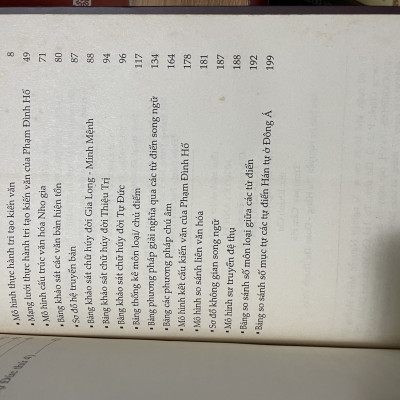 • Mô hình thực hành tri tạo kiến văn 8
• Mạng lưới thực hành tri tạo kiến văn của Phạm Đình Hổ 49
• Mô hình cấu trúc văn hóa Nho gia 71
• Bảng khảo sát các văn bản hiện tồn 80
• Sơ đồ hệ truyền bản 87
• Bảng khảo sát chữ húy đời Gia Long - Minh Mệnh 88
• Bảng khảo sát chữ húy đời Thiệu Trị 94
• Bảng khảo sát chữ húy đời Tự Đức 96
• Bảng thống kê môn loại/ chủ điểm 117
• Bảng phương pháp giải nghĩa qua các từ điển song ngữ 134
• Bảng các phương pháp chú âm 164
• Mô hình kết cấu kiến văn của Phạm Đình Hổ 178
• Mô hình so sánh liên văn hóa 181
• Sơ đồ không gian song ngữ 187
• Mô hình sư truyền đệ thụ 188
• Bảng so sánh số môn loại giữa các từ điển 192
• Bảng so sánh số mục tự các tự điển Hán tự ở Đông Á 199